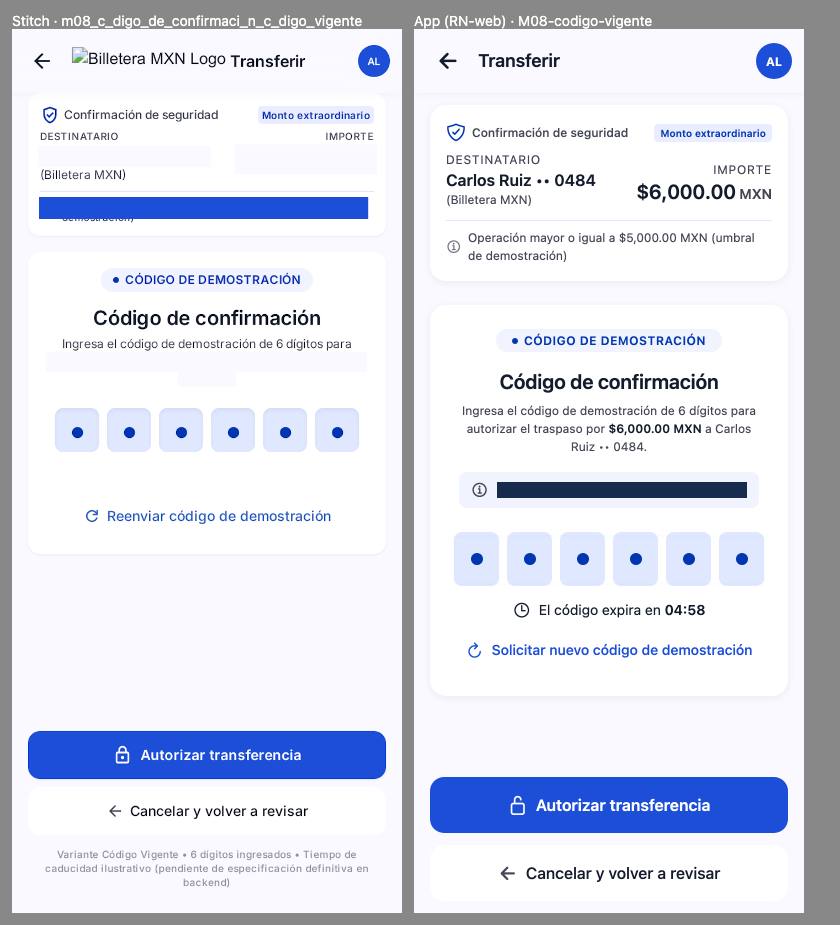 Stitch · m08_c_digo_de_confirmaci_n_c_digo_vigente
Billetera MXN Logo Transferir
AL
Confirmación de seguridad
Monto extraordinario
DESTINATARIO
IMPORTE
(Billetera MXN)
CÓDIGO DE DEMOSTRACIÓN
Código de confirmación
Ingresa el código de demostración de 6 dígitos para
Reenviar código de demostración
Autorizar transferencia
Cancelar y volver a revisar
Variante Código Vigente • 6 dígitos ingresados • Tiempo de
caducidad ilustrativo (pendiente de especificación definitiva en
backend)
App (RN-web) · M08-codigo-vigente
Transferir
AL
Confirmación de seguridad
Monto extraordinario
DESTINATARIO
Carlos Ruiz •• 0484
(Billetera MXN)
IMPORTE
$6,000.00 MXN
Operación mayor o igual a $5,000.00 MXN (umbral
de demostración)
CÓDIGO DE DEMOSTRACIÓN
Código de confirmación
Ingresa el código de demostración de 6 dígitos para
autorizar el traspaso por $6,000.00 MXN a Carlos
Ruiz •• 0484.
El código expira en 04:58
Solicitar nuevo código de demostración
Autorizar transferencia
Cancelar y volver a revisar